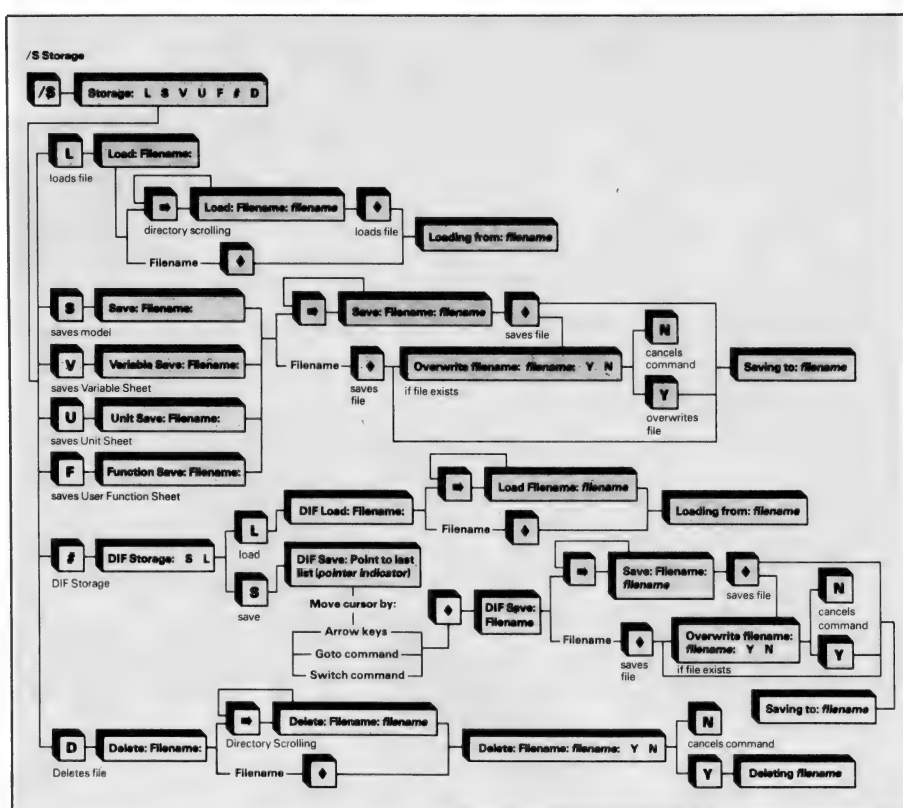 /S Storage
/S Storage: L S V U F # D
L Load: Filename:
loads file
➡ Load: Filename: filename ♦
directory scrolling loads file
Loading from: filename
Filename ♦
S Save: Filename:
saves model
➡ Save: Filename: filename ♦
saves file
V Variable Save: Filename:
saves Variable Sheet
Filename ♦
saves
file
Overwrite filename: filename: Y N
if file exists
N
cancels
command
Y
overwrites
file
Saving to: filename
U Unit Save: Filename:
saves Unit Sheet
F Function Save: Filename:
saves User Function Sheet
# DIF Storage: S L
DIF Storage
L
load
DIF Load: Filename:
➡ Load Filename: filename
Filename ♦
Loading from: filename
S
save
DIF Save: Point to last
list (pointer indicator)
Move cursor by:
Arrow keys
Goto command
Switch command
♦
DIF Save:
Filename
➡ Save: Filename:
filename
♦
saves file
Filename ♦
saves
file
Overwrite filename:
filename: Y N
if file exists
N
cancels
command
Y
Saving to: filename
D Delete: Filename:
Deletes file
➡ Delete: Filename: filename
Directory Scrolling
Filename ♦
Delete: Filename: filename: Y N
N
cancels command
Y Deleting filename